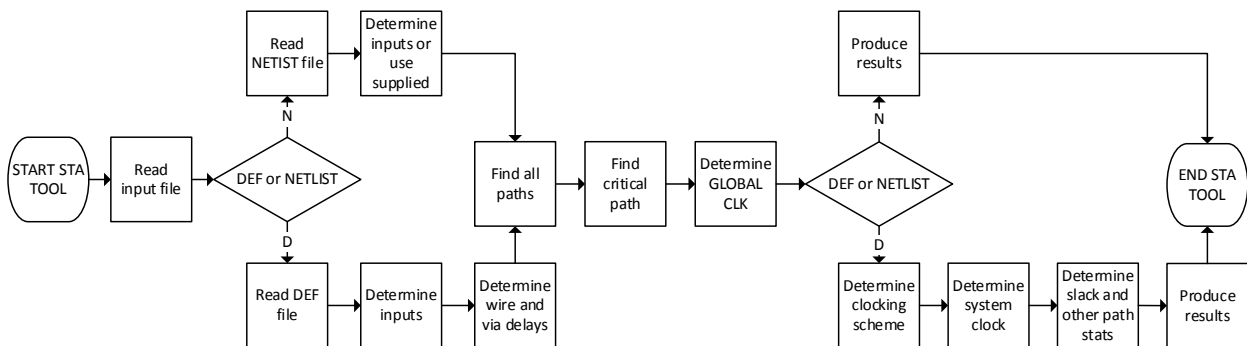 START STA
TOOL
Read
input file
DEF or NETLIST
N
Read
NETIST file
Determine
inputs or
use
supplied
D
Read DEF
file
Determine
inputs
Determine
wire and
via delays
Find all
paths
Find
critical
path
Determine
GLOBAL
CLK
DEF or NETLIST
N
Produce
results
D
Determine
clocking
scheme
Determine
system
clock
Determine
slack and
other path
stats
Produce
results
END STA
TOOL